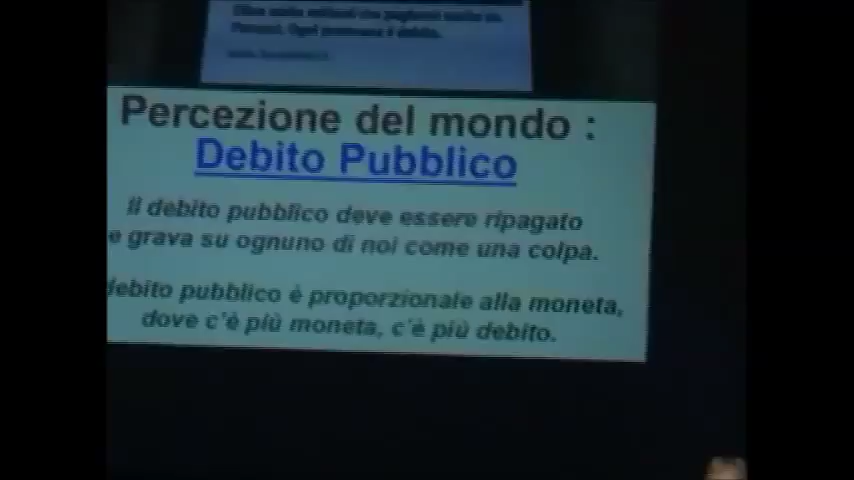 Percezione del mondo :
Debito Pubblico
il debito pubblico deve essere ripagato
e grava su ognuno di noi come una colpa.
debito pubblico è proporzionale alla moneta,
dove c'è più moneta, c'è più debito.